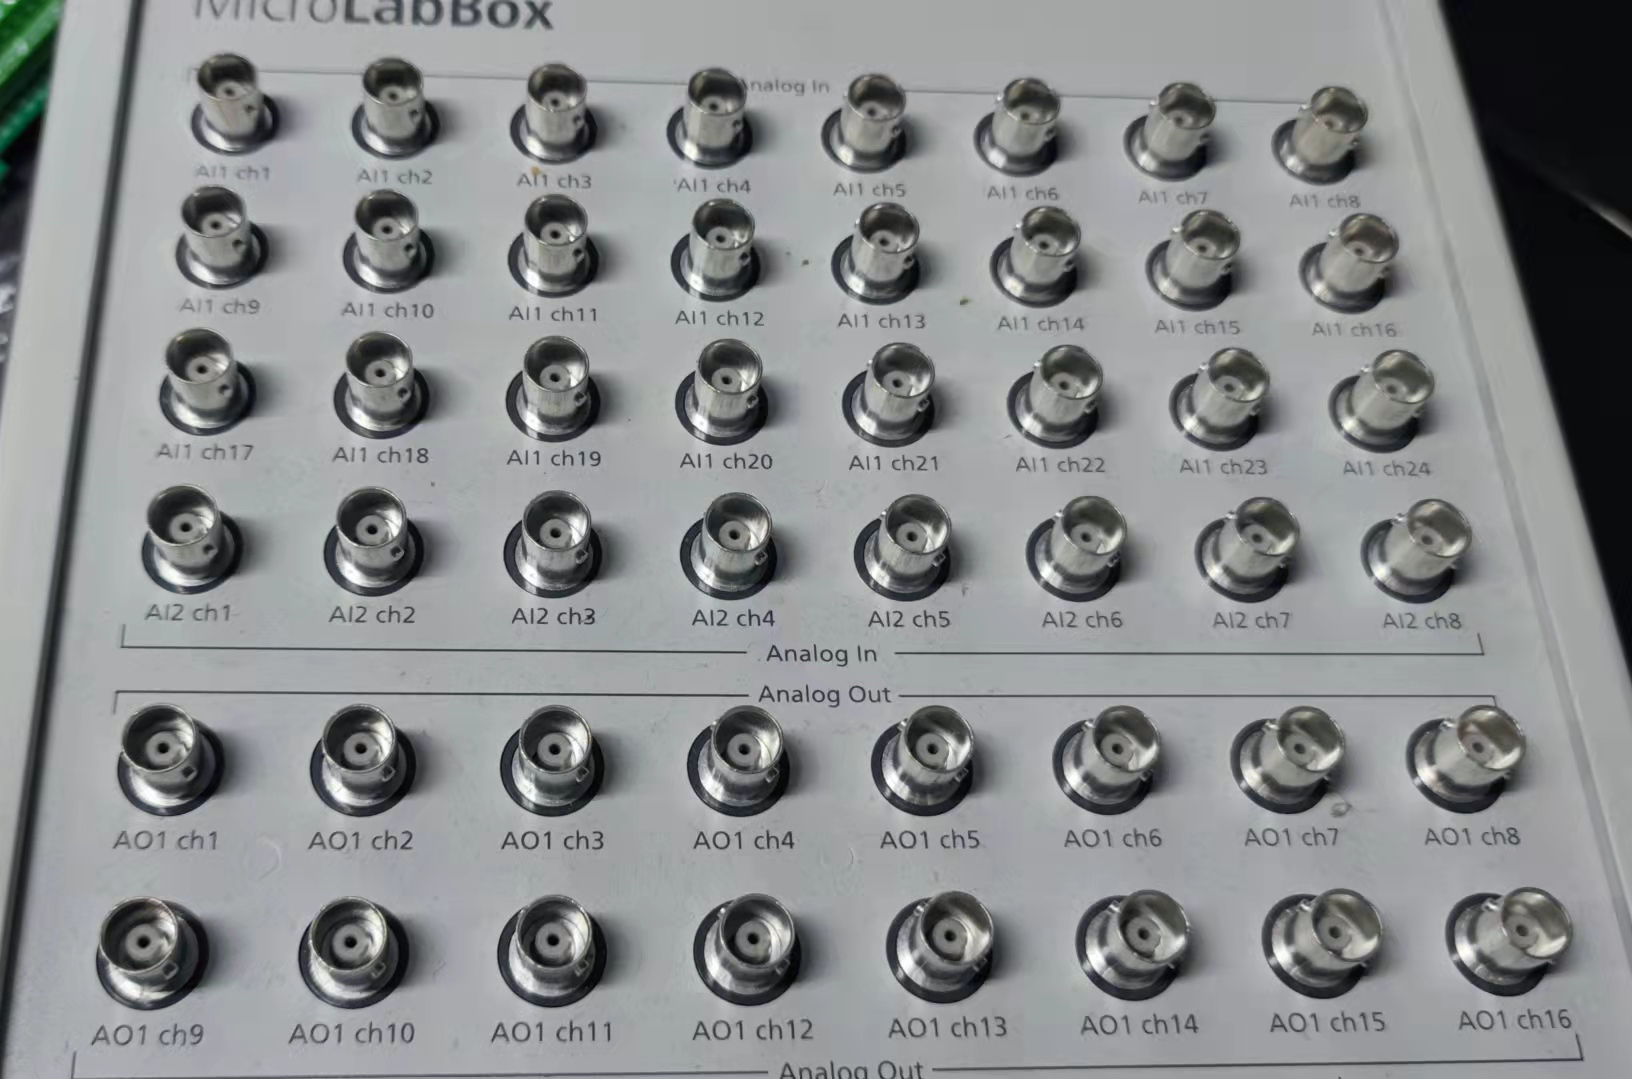 MicroLabBox
Analog In
AI1 ch1 AI1 ch2 AI1 ch3 AI1 ch4 AI1 ch5 AI1 ch6 AI1 ch7 AI1 ch8
AI1 ch9 AI1 ch10 AI1 ch11 AI1 ch12 AI1 ch13 AI1 ch14 AI1 ch15 AI1 ch16
AI1 ch17 AI1 ch18 AI1 ch19 AI1 ch20 AI1 ch21 AI1 ch22 AI1 ch23 AI1 ch24
AI2 ch1 AI2 ch2 AI2 ch3 AI2 ch4 AI2 ch5 AI2 ch6 AI2 ch7 AI2 ch8
Analog In
Analog Out
AO1 ch1 AO1 ch2 AO1 ch3 AO1 ch4 AO1 ch5 AO1 ch6 AO1 ch7 AO1 ch8
AO1 ch9 AO1 ch10 AO1 ch11 AO1 ch12 AO1 ch13 AO1 ch14 AO1 ch15 AO1 ch16
Analog Out